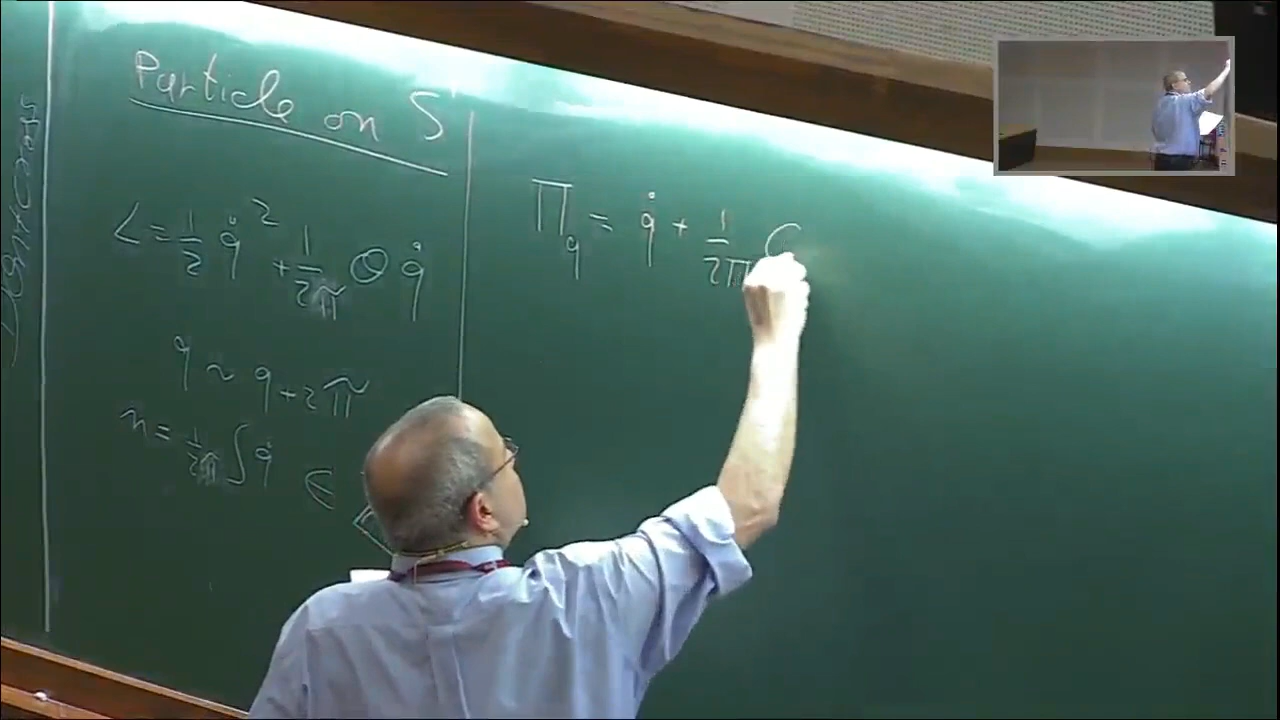 Particle on S¹
L = 1/2 q̇² + 1/2π θ q̇
q ~ q + 2π
n = 1/2π ∫ q̇ ∈
Π_q = q̇ + 1/2π